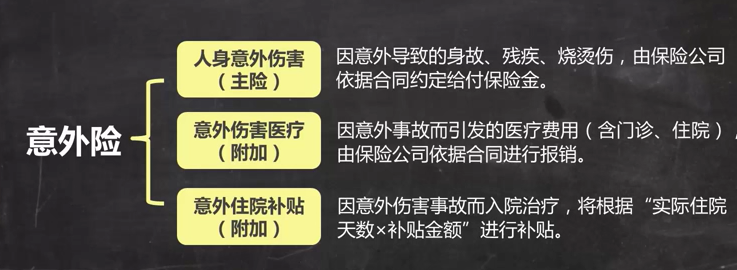 意外险
人身意外伤害
（主险）
因意外导致的身故、残疾、烧烫伤，由保险公司
依据合同约定给付保险金。
意外伤害医疗
（附加）
因意外事故而引发的医疗费用（含门诊、住院），
由保险公司依据合同进行报销。
意外住院补贴
（附加）
因意外伤害事故而入院治疗，将根据“实际住院
天数×补贴金额”进行补贴。